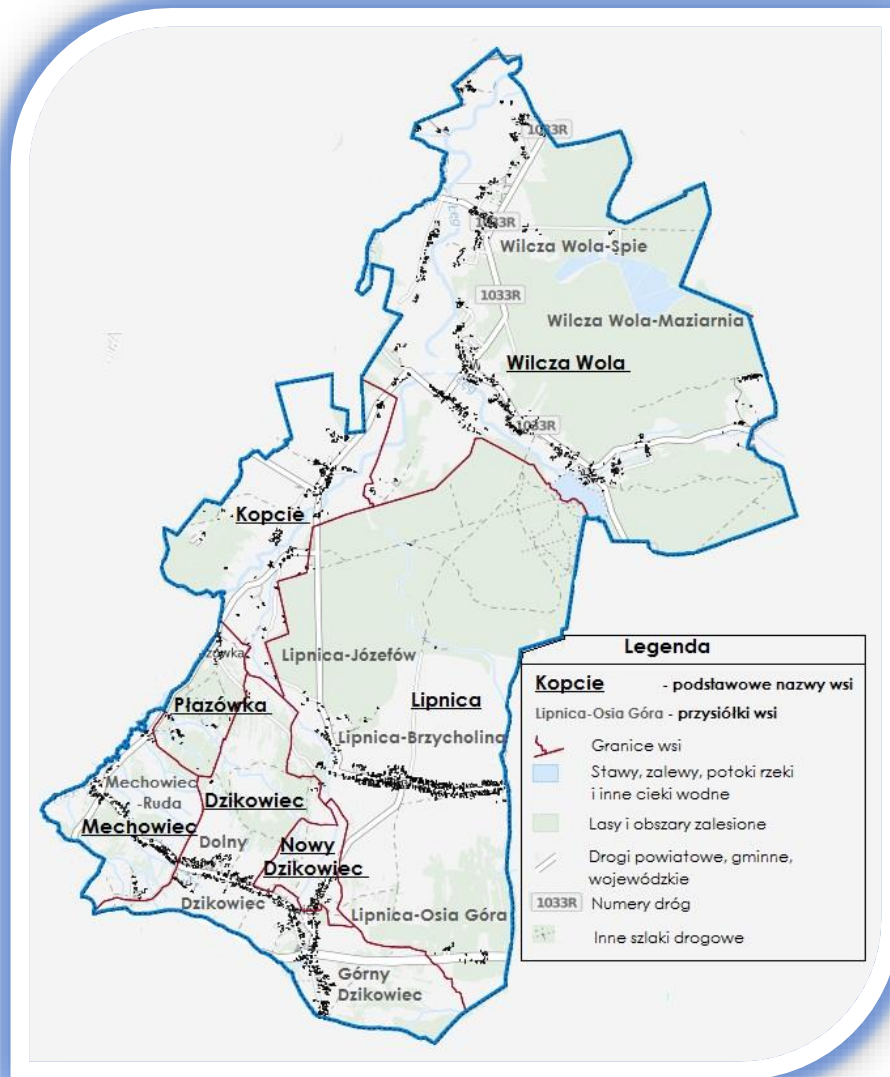 1033R
Łęg
1033R
Wilcza Wola-Spie
1033R
Wilcza Wola-Maziarnia
Wilcza Wola
1033R
Kopcie
Lipnica-Józefów
Płazówka
Lipnica
Lipnica-Brzycholina
Mechowiec
-Ruda
Dzikowiec
Mechowiec
Dolny
Dzikowiec
Nowy
Dzikowiec
Lipnica-Osia Góra
Górny
Dzikowiec
Legenda
Kopcie - podstawowe nazwy wsi
Lipnica-Osia Góra - przysiółki wsi
Granice wsi
Stawy, zalewy, potoki rzeki
i inne cieki wodne
Lasy i obszary zalesione
Drogi powiatowe, gminne,
wojewódzkie
1033R Numery dróg
Inne szlaki drogowe